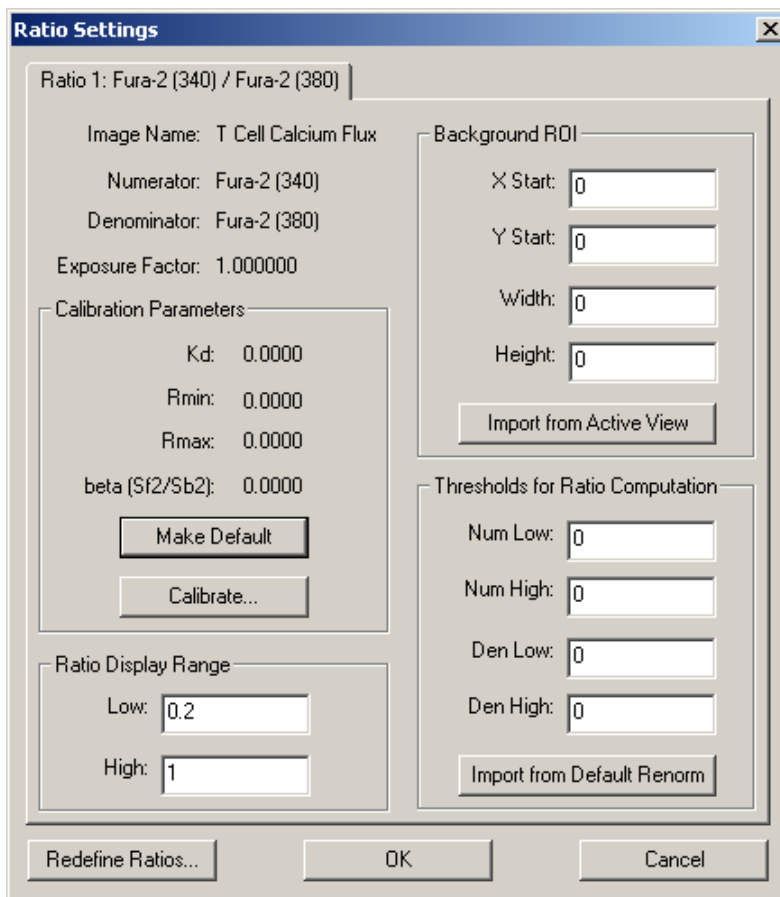 Ratio Settings
Ratio 1: Fura-2 (340) / Fura-2 (380)
Image Name: T Cell Calcium Flux
Numerator: Fura-2 (340)
Denominator: Fura-2 (380)
Exposure Factor: 1.000000
Calibration Parameters
Kd: 0.0000
Rmin: 0.0000
Rmax: 0.0000
beta (Sf2/Sb2): 0.0000
Make Default
Calibrate...
Ratio Display Range
Low: 0.2
High: 1
Background ROI
X Start: 0
Y Start: 0
Width: 0
Height: 0
Import from Active View
Thresholds for Ratio Computation
Num Low: 0
Num High: 0
Den Low: 0
Den High: 0
Import from Default Renorm
Redefine Ratios...
OK
Cancel